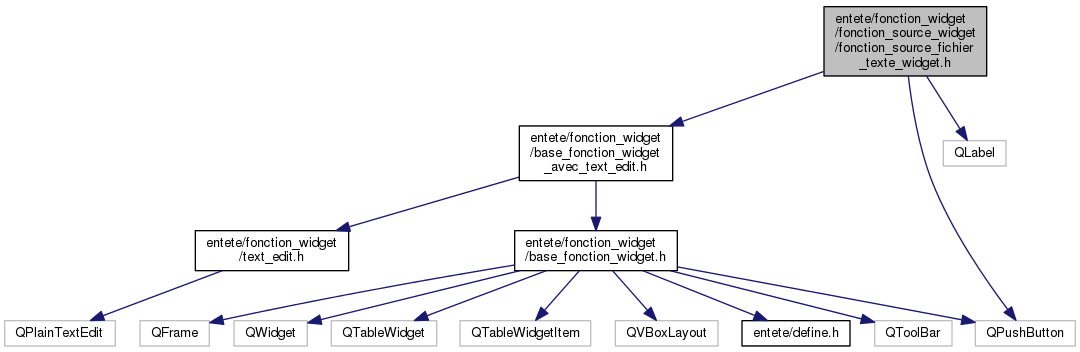 entete/fonction_widget
/fonction_source_widget
/fonction_source_fichier
_texte_widget.h
entete/fonction_widget
/base_fonction_widget
_avec_text_edit.h
QLabel
entete/fonction_widget
/text_edit.h
entete/fonction_widget
/base_fonction_widget.h
QPlainTextEdit
QFrame
QWidget
QTableWidget
QTableWidgetItem
QVBoxLayout
entete/define.h
QToolBar
QPushButton